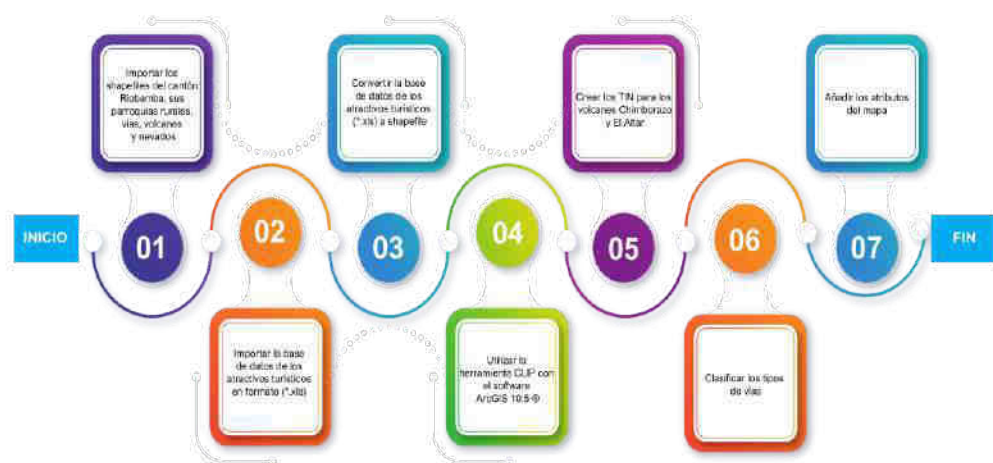 INICIO
01
Importar los
shapefiles del cantón
Riobamba, sus
parroquias rurales,
vías, volcanes
y nevados
02
Importar la base
de datos de los
atractivos turísticos
en formato (*.xls)
03
Convertir la base
de datos de los
atractivos turísticos
(*.xls) a shapefile
04
Utilizar la
herramienta CLIP con
el software
ArcGIS 10.5 ®
05
Crear los TIN para los
volcanes Chimborazo
y El Altar
06
Clasificar los tipos
de vías
07
Añadir los atributos
del mapa
FIN